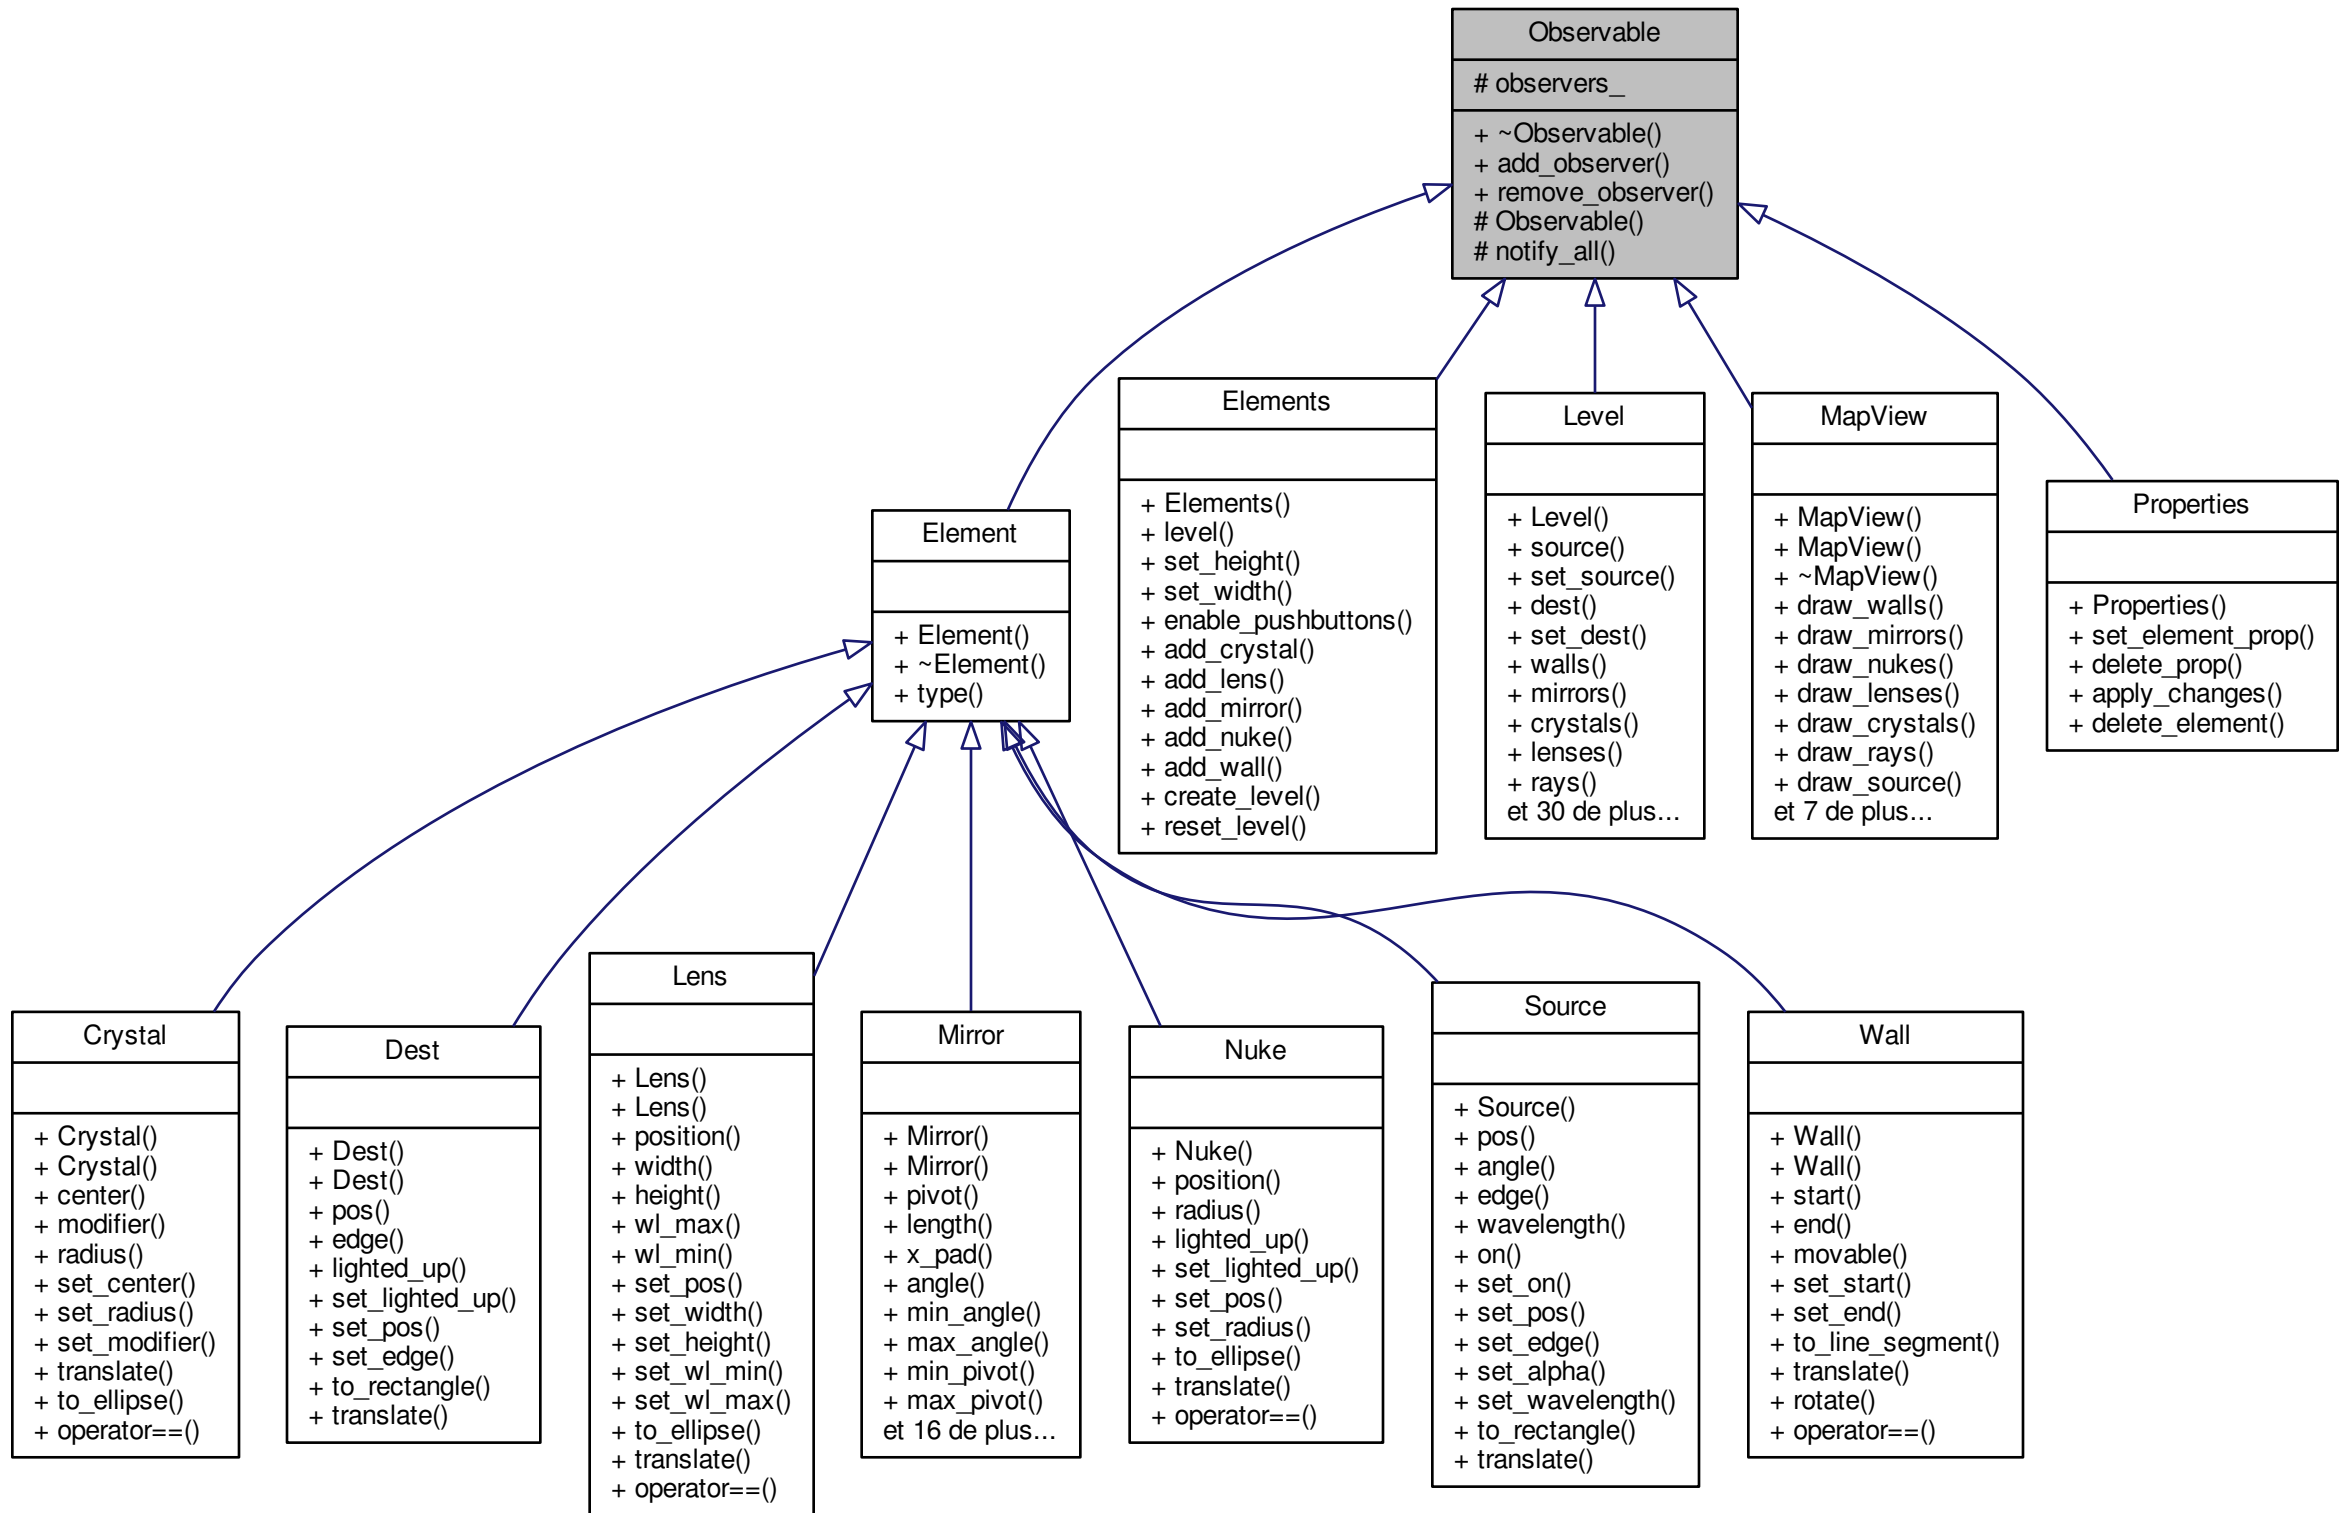 Observable
# observers_
+ ~Observable()
+ add_observer()
+ remove_observer()
# Observable()
# notify_all()
Element
+ Element()
+ ~Element()
+ type()
Elements
+ Elements()
+ level()
+ set_height()
+ set_width()
+ enable_pushbuttons()
+ add_crystal()
+ add_lens()
+ add_mirror()
+ add_nuke()
+ add_wall()
+ create_level()
+ reset_level()
Level
+ Level()
+ source()
+ set_source()
+ dest()
+ set_dest()
+ walls()
+ mirrors()
+ crystals()
+ lenses()
+ rays()
et 30 de plus...
MapView
+ MapView()
+ MapView()
+ ~MapView()
+ draw_walls()
+ draw_mirrors()
+ draw_nukes()
+ draw_lenses()
+ draw_crystals()
+ draw_rays()
+ draw_source()
et 7 de plus...
Properties
+ Properties()
+ set_element_prop()
+ delete_prop()
+ apply_changes()
+ delete_element()
Crystal
+ Crystal()
+ Crystal()
+ center()
+ modifier()
+ radius()
+ set_center()
+ set_radius()
+ set_modifier()
+ translate()
+ to_ellipse()
+ operator==()
Dest
+ Dest()
+ Dest()
+ pos()
+ edge()
+ lighted_up()
+ set_lighted_up()
+ set_pos()
+ set_edge()
+ to_rectangle()
+ translate()
Lens
+ Lens()
+ Lens()
+ position()
+ width()
+ height()
+ wl_max()
+ wl_min()
+ set_pos()
+ set_width()
+ set_height()
+ set_wl_min()
+ set_wl_max()
+ to_ellipse()
+ translate()
+ operator==()
Mirror
+ Mirror()
+ Mirror()
+ pivot()
+ length()
+ x_pad()
+ angle()
+ min_angle()
+ max_angle()
+ min_pivot()
+ max_pivot()
et 16 de plus...
Nuke
+ Nuke()
+ position()
+ radius()
+ lighted_up()
+ set_lighted_up()
+ set_pos()
+ set_radius()
+ to_ellipse()
+ translate()
+ operator==()
Source
+ Source()
+ pos()
+ angle()
+ edge()
+ wavelength()
+ on()
+ set_on()
+ set_pos()
+ set_edge()
+ set_alpha()
+ set_wavelength()
+ to_rectangle()
+ translate()
Wall
+ Wall()
+ Wall()
+ start()
+ end()
+ movable()
+ set_start()
+ set_end()
+ to_line_segment()
+ translate()
+ rotate()
+ operator==()